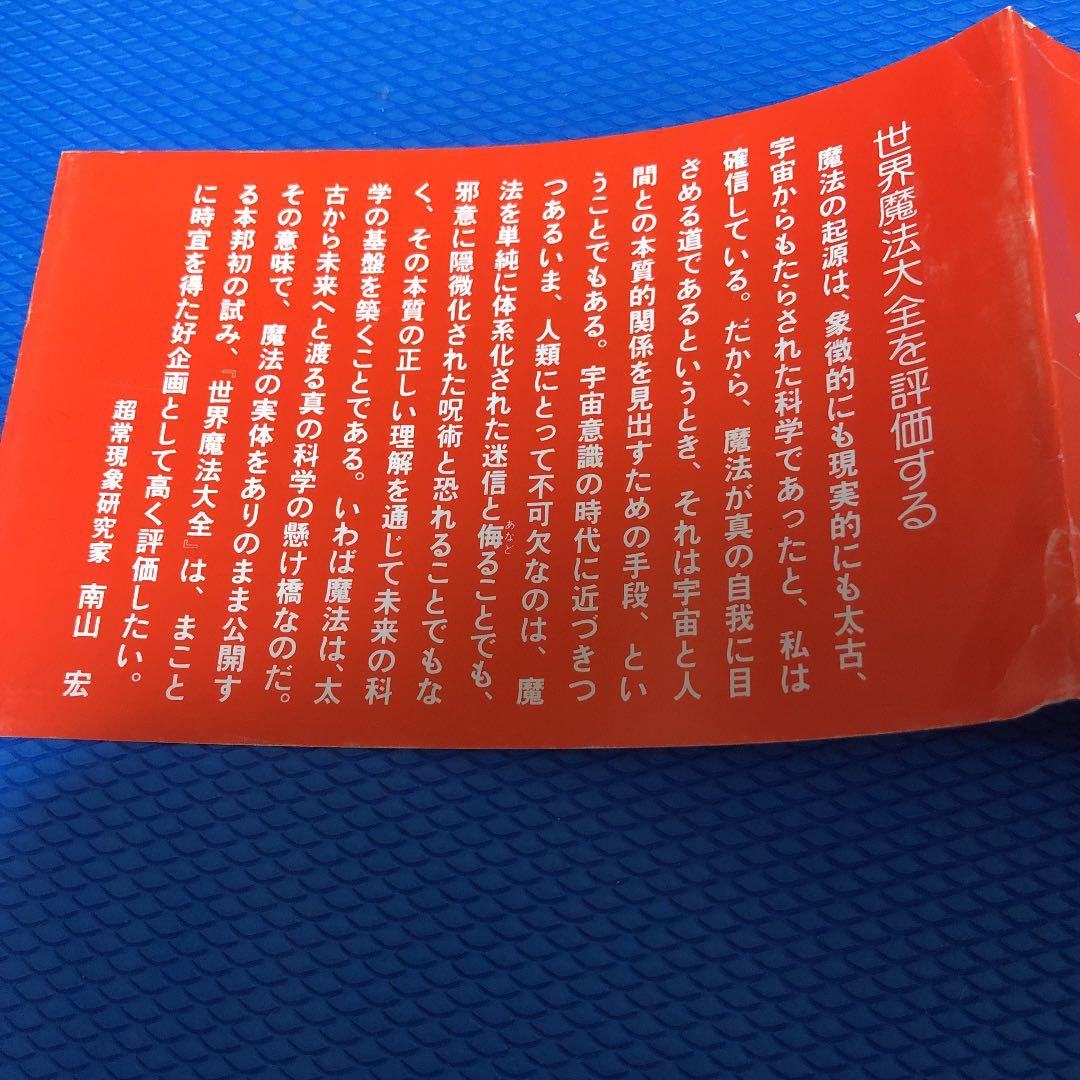 世界魔法大全を評価する
魔法の起源は、象徴的にも現実的にも太古、
宇宙からもたらされた科学であったと、私は
確信している。だから、魔法が真の自我に目
さめる道であるというとき、それは宇宙と人
間との本質的関係を見出すための手段、とい
うことでもある。宇宙意識の時代に近づきつ
つあるいま、人類にとって不可欠なのは、魔
法を単純に体系化された迷信と侮ることでも、
あなど
邪意に隠微化された呪術と恐れることでもな
く、その本質の正しい理解を通じて未来の科
学の基盤を築くことである。いわば魔法は、太
古から未来へと渡る真の科学の懸け橋なのだ。
その意味で、魔法の実体をありのまま公開す
る本邦初の試み、『世界魔法大全』は、まこと
に時宜を得た好企画として高く評価したい。
超常現象研究家 南山 宏